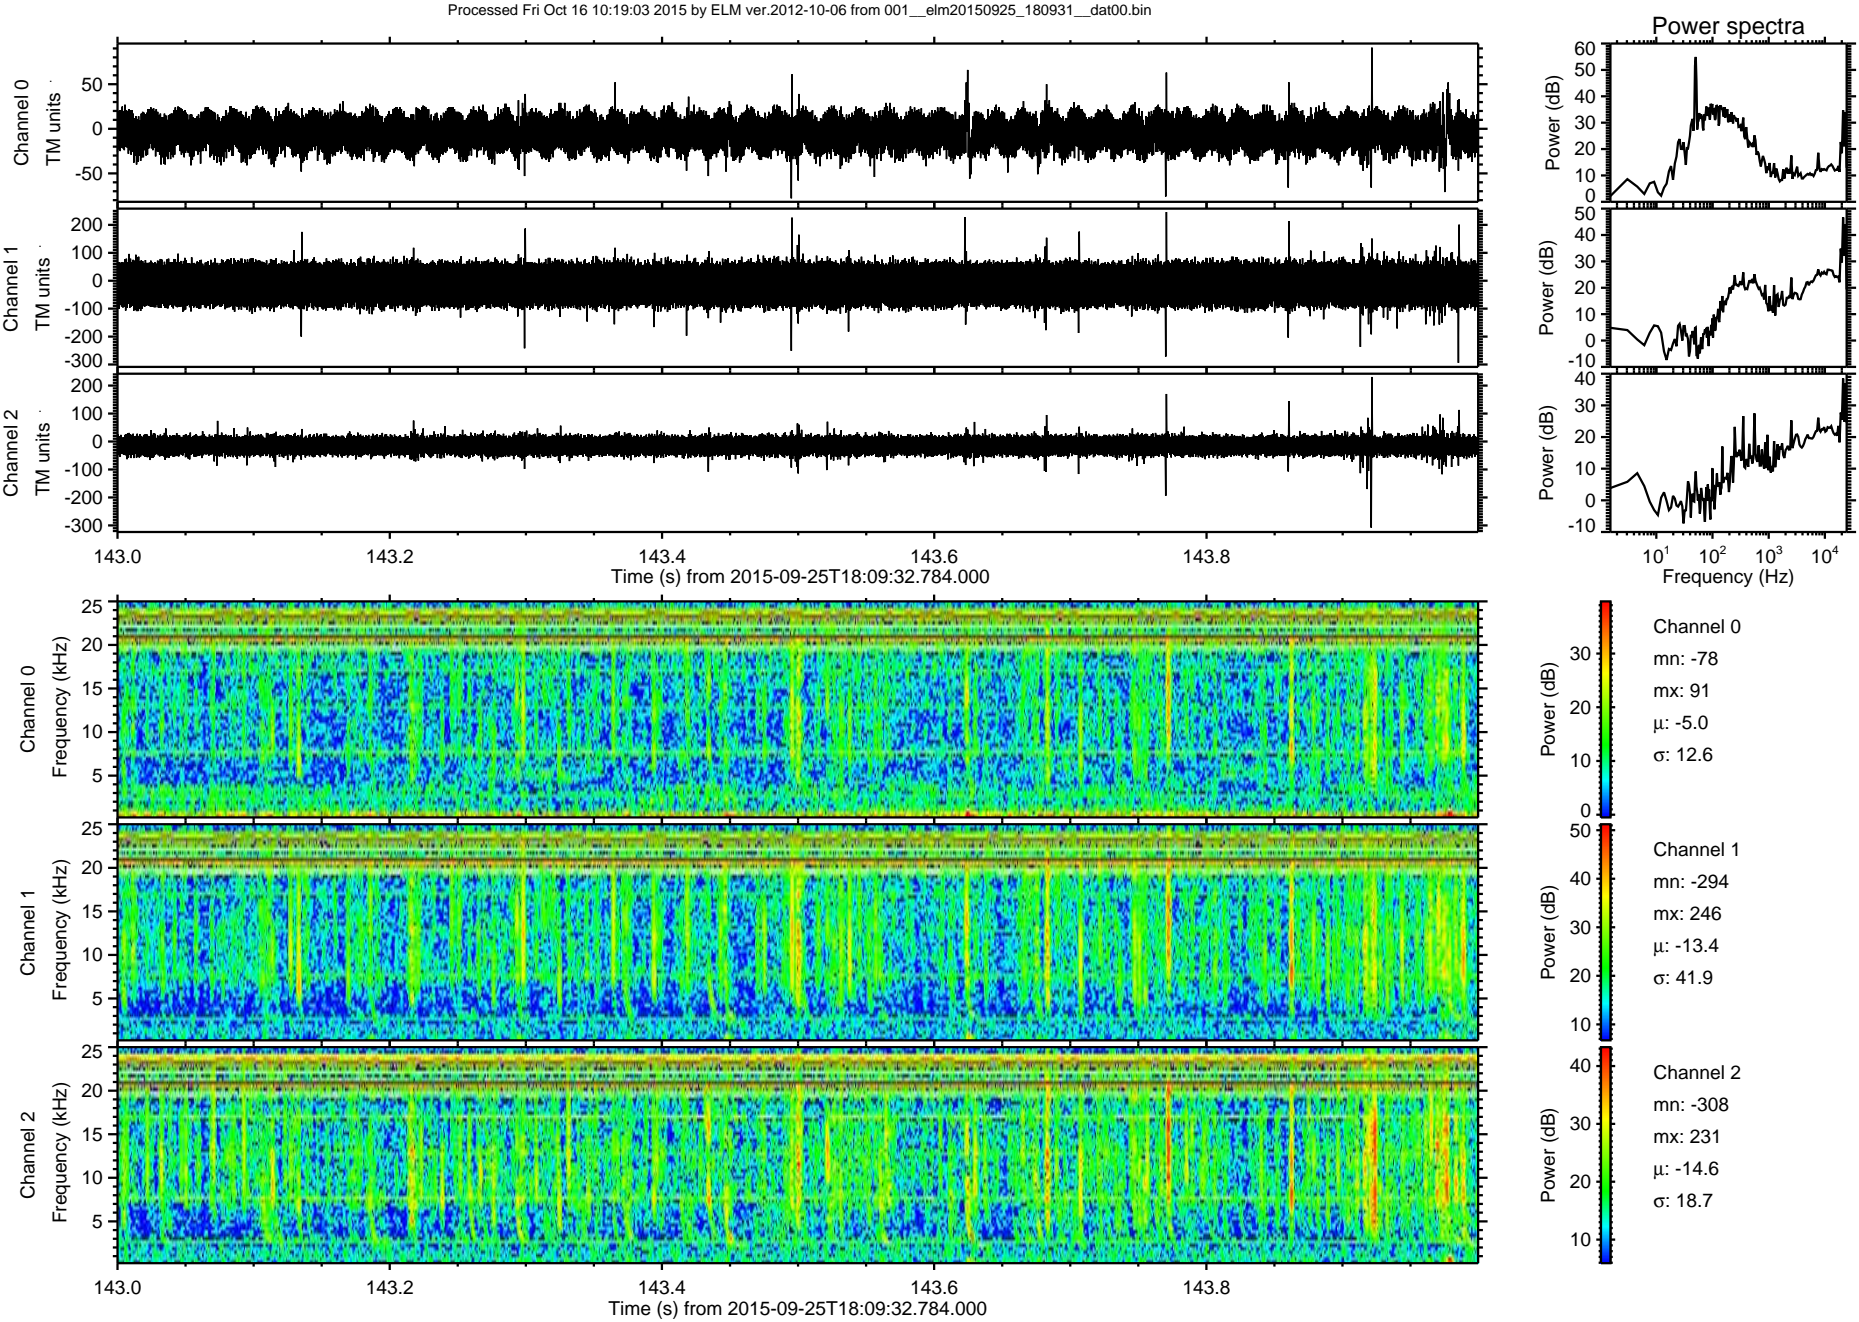 Processed Fri Oct 16 10:19:03 2015 by ELM ver.2012-10-06 from 001__elm20150925_180931__dat00.bin
Power spectra
Channel 0
TM units
50
0
-50
Power (dB)
60
50
40
30
20
10
0
Channel 1
TM units
200
100
0
-100
-200
-300
Power (dB)
50
40
30
20
10
0
-10
Channel 2
TM units
200
100
0
-100
-200
-300
Power (dB)
40
30
20
10
0
-10
143.0 143.2 143.4 143.6 143.8
Time (s) from 2015-09-25T18:09:32.784.000
10^1 10^2 10^3 10^4
Frequency (Hz)
Channel 0
Frequency (kHz)
25
20
15
10
5
Power (dB)
30
20
10
0
Channel 0
mn: -78
mx: 91
μ: -5.0
σ: 12.6
Channel 1
Frequency (kHz)
25
20
15
10
5
Power (dB)
50
40
30
20
10
Channel 1
mn: -294
mx: 246
μ: -13.4
σ: 41.9
Channel 2
Frequency (kHz)
25
20
15
10
5
Power (dB)
40
30
20
10
Channel 2
mn: -308
mx: 231
μ: -14.6
σ: 18.7
143.0 143.2 143.4 143.6 143.8
Time (s) from 2015-09-25T18:09:32.784.000